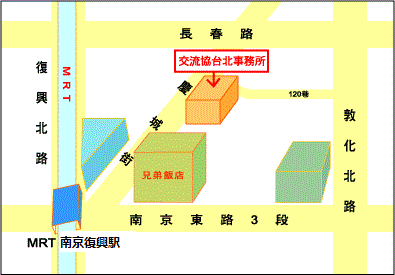 長春路
交流協台北事務所
復興北路
MRT
慶城街
120巷
敦化北路
兄弟飯店
南京東路3段
MRT 南京復興駅